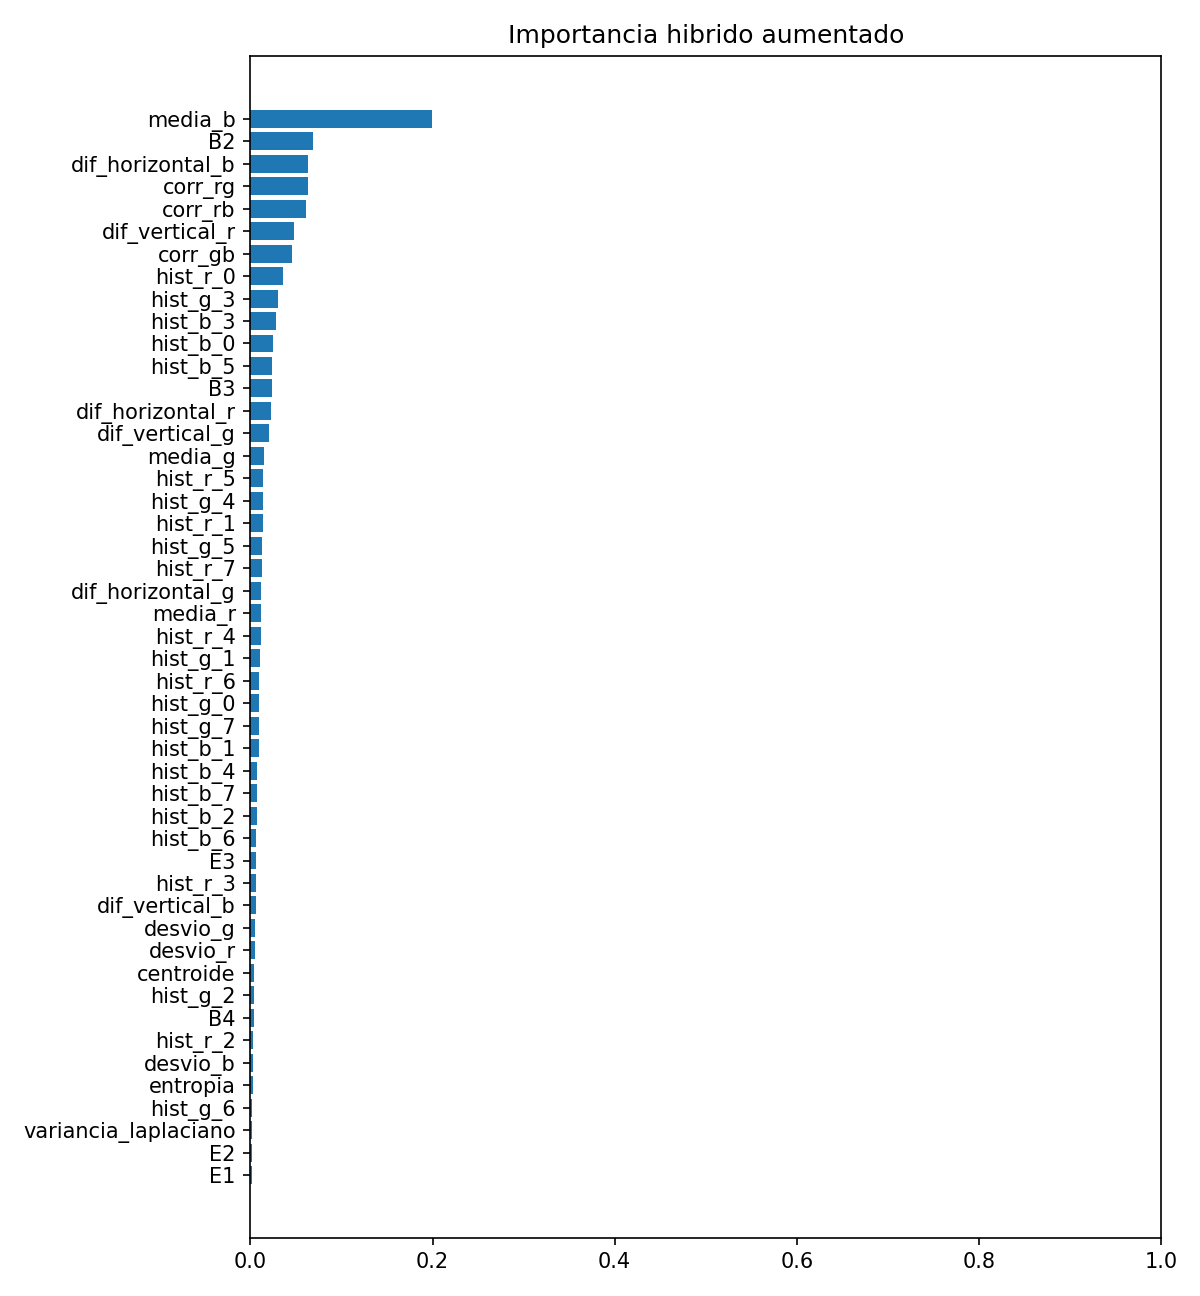 Importancia hibrido aumentado
media_b
B2
dif_horizontal_b
corr_rg
corr_rb
dif_vertical_r
corr_gb
hist_r_0
hist_g_3
hist_b_3
hist_b_0
hist_b_5
B3
dif_horizontal_r
dif_vertical_g
media_g
hist_r_5
hist_g_4
hist_r_1
hist_g_5
hist_r_7
dif_horizontal_g
media_r
hist_r_4
hist_g_1
hist_r_6
hist_g_0
hist_g_7
hist_b_1
hist_b_4
hist_b_7
hist_b_2
hist_b_6
E3
hist_r_3
dif_vertical_b
desvio_g
desvio_r
centroide
hist_g_2
B4
hist_r_2
desvio_b
entropia
hist_g_6
variancia_laplaciano
E2
E1
0.0 0.2 0.4 0.6 0.8 1.0